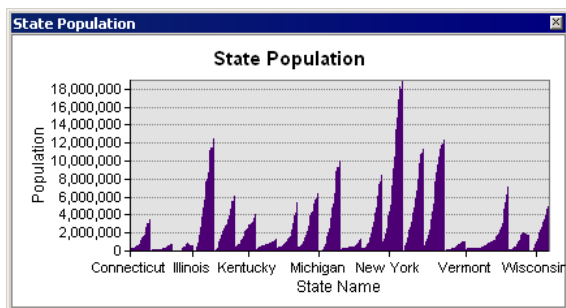 State Population
State Population
18,000,000
16,000,000
14,000,000
12,000,000
10,000,000
8,000,000
6,000,000
4,000,000
2,000,000
0
Population
Connecticut Illinois Kentucky Michigan New York Vermont Wisconsin
State Name